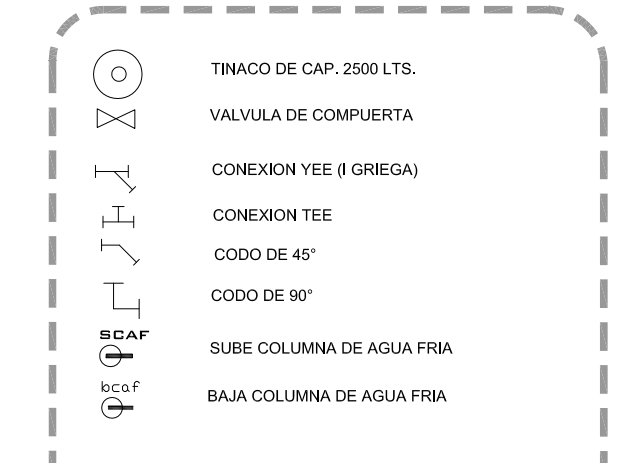 TINACO DE CAP. 2500 LTS.
VALVULA DE COMPUERTA
CONEXION YEE (I GRIEGA)
CONEXION TEE
CODO DE 45°
CODO DE 90°
SCAF
SUBE COLUMNA DE AGUA FRIA
bcaf
BAJA COLUMNA DE AGUA FRIA